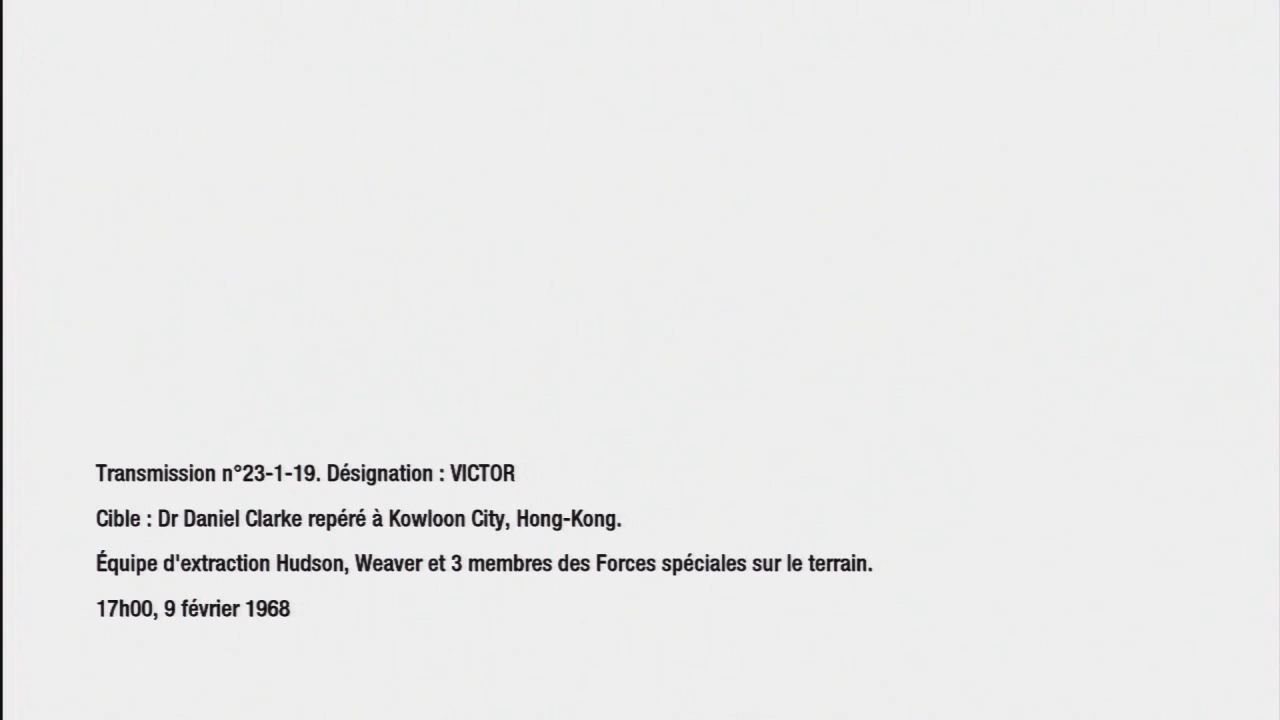 Transmission n°23-1-19. Désignation : VICTOR
Cible : Dr Daniel Clarke repéré à Kowloon City, Hong-Kong.
Équipe d'extraction Hudson, Weaver et 3 membres des Forces spéciales sur le terrain.
17h00, 9 février 1968